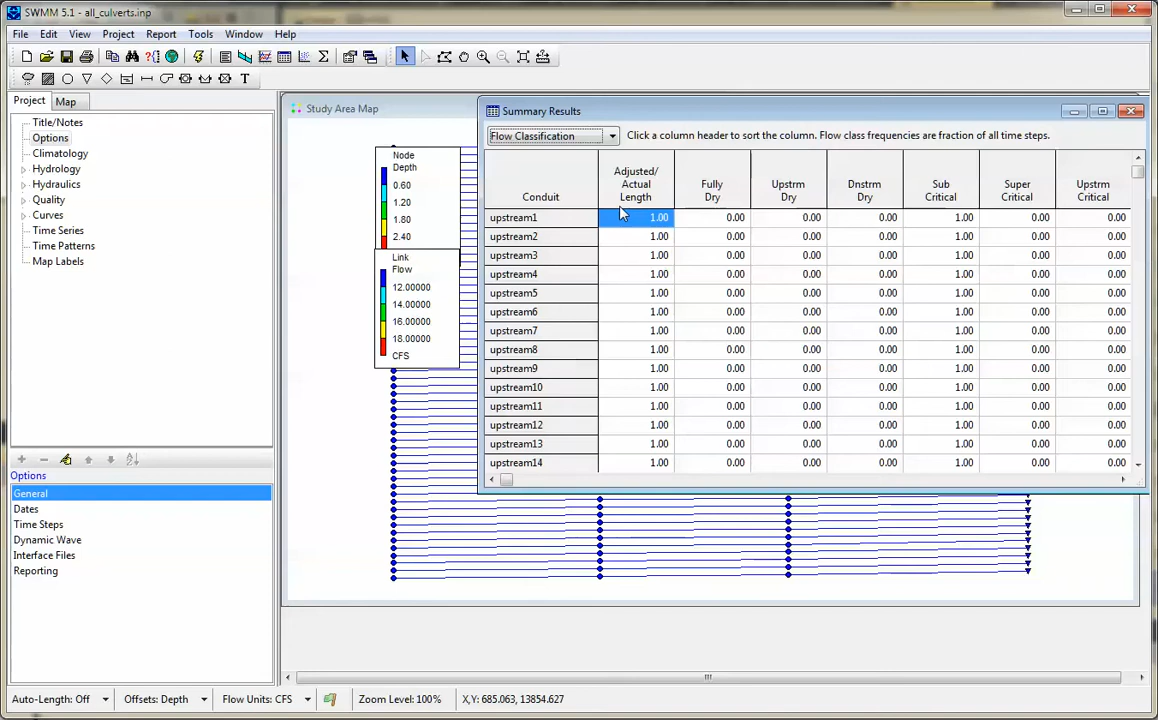 SWMM 5.1 - all_culverts.inp
File Edit View Project Report Tools Window Help
Project Map
Title/Notes
Options
Climatology
Hydrology
Hydraulics
Quality
Curves
Time Series
Time Patterns
Map Labels
Options
General
Dates
Time Steps
Dynamic Wave
Interface Files
Reporting
Study Area Map
Node
Depth
0.60
1.20
1.80
2.40
Link
Flow
12.00000
14.00000
16.00000
18.00000
CFS
Summary Results
Flow Classification Click a column header to sort the column. Flow class frequencies are fraction of all time steps.
Conduit Adjusted/ Actual Length Fully Dry Upstrm Dry Dnstrm Dry Sub Critical Super Critical Upstrm Critical
upstream1 1.00 0.00 0.00 0.00 1.00 0.00 0.00
upstream2 1.00 0.00 0.00 0.00 1.00 0.00 0.00
upstream3 1.00 0.00 0.00 0.00 1.00 0.00 0.00
upstream4 1.00 0.00 0.00 0.00 1.00 0.00 0.00
upstream5 1.00 0.00 0.00 0.00 1.00 0.00 0.00
upstream6 1.00 0.00 0.00 0.00 1.00 0.00 0.00
upstream7 1.00 0.00 0.00 0.00 1.00 0.00 0.00
upstream8 1.00 0.00 0.00 0.00 1.00 0.00 0.00
upstream9 1.00 0.00 0.00 0.00 1.00 0.00 0.00
upstream10 1.00 0.00 0.00 0.00 1.00 0.00 0.00
upstream11 1.00 0.00 0.00 0.00 1.00 0.00 0.00
upstream12 1.00 0.00 0.00 0.00 1.00 0.00 0.00
upstream13 1.00 0.00 0.00 0.00 1.00 0.00 0.00
upstream14 1.00 0.00 0.00 0.00 1.00 0.00 0.00
Auto-Length: Off Offsets: Depth Flow Units: CFS Zoom Level: 100% X,Y: 685.063, 13854.627